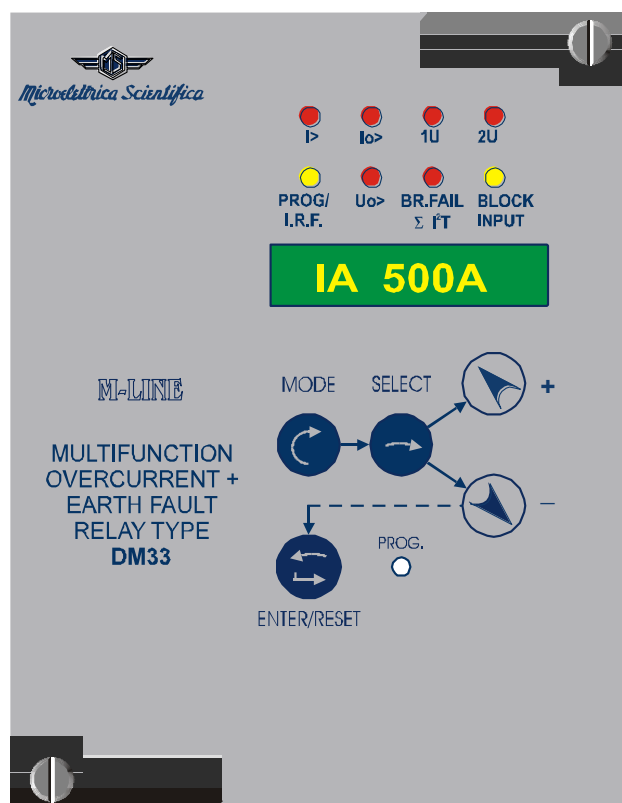 MS
Microelettrica Scientifica
I> Io> 1U 2U
PROG/ Uo> BR.FAIL BLOCK
I.R.F. Σ I²T INPUT
IA 500A
M-LINE
MODE SELECT
+
MULTIFUNCTION
OVERCURRENT +
EARTH FAULT
RELAY TYPE
DM33
–
PROG.
ENTER/RESET